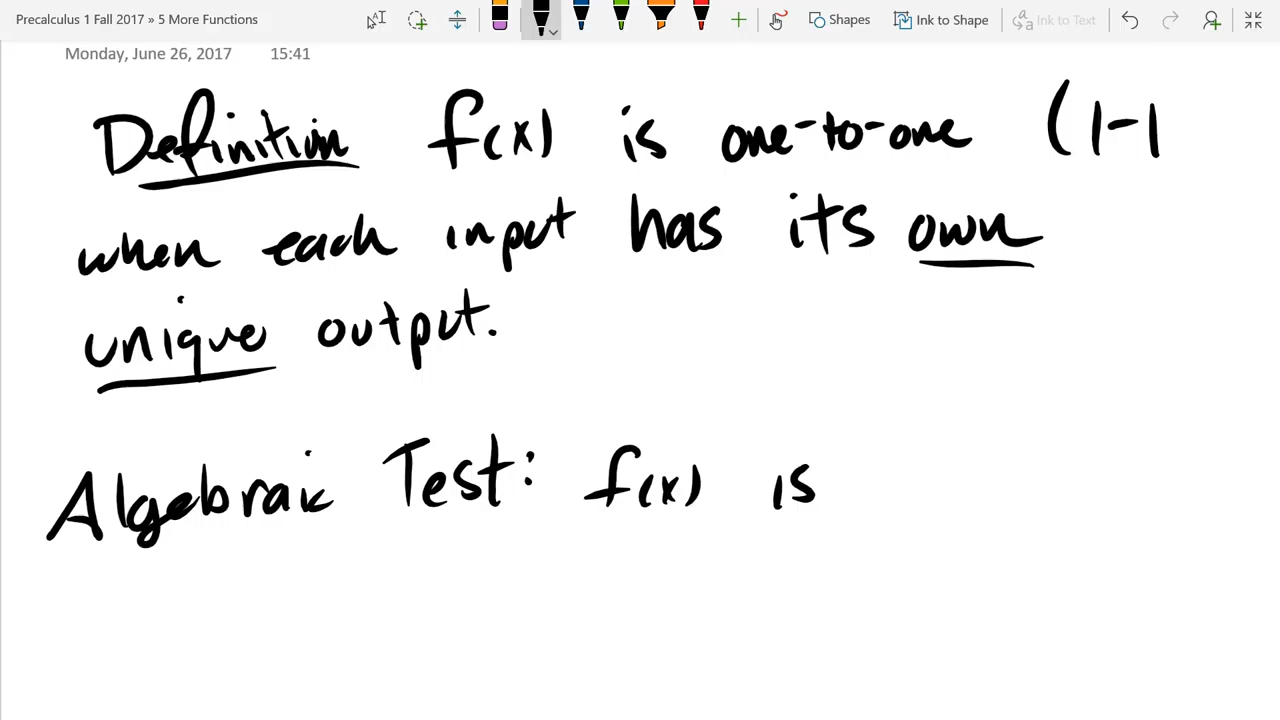 Precalculus 1 Fall 2017 » 5 More Functions
Shapes
Ink to Shape
Ink to Text
Monday, June 26, 2017 15:41
Definition f(x) is one-to-one (1-1
when each input has its own
unique output.
Algebraic Test: f(x) is